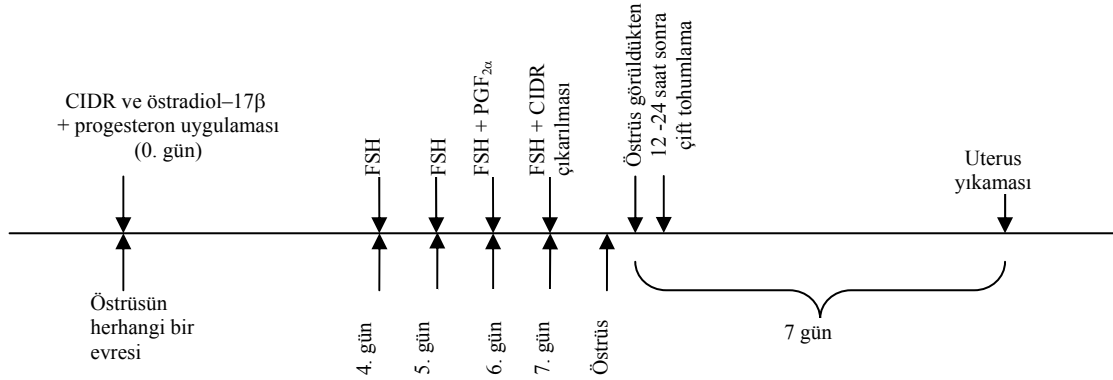 CIDR ve östradiol–17β
+ progesteron uygulaması
(0. gün)
FSH
FSH
FSH + PGF2α
FSH + CIDR
çıkarılması
Östrüs görüldükten
12 -24 saat sonra
çift tohumlama
Uterus
yıkaması
Östrüsün
herhangi bir
evresi
4. gün
5. gün
6. gün
7. gün
Östrüs
7 gün